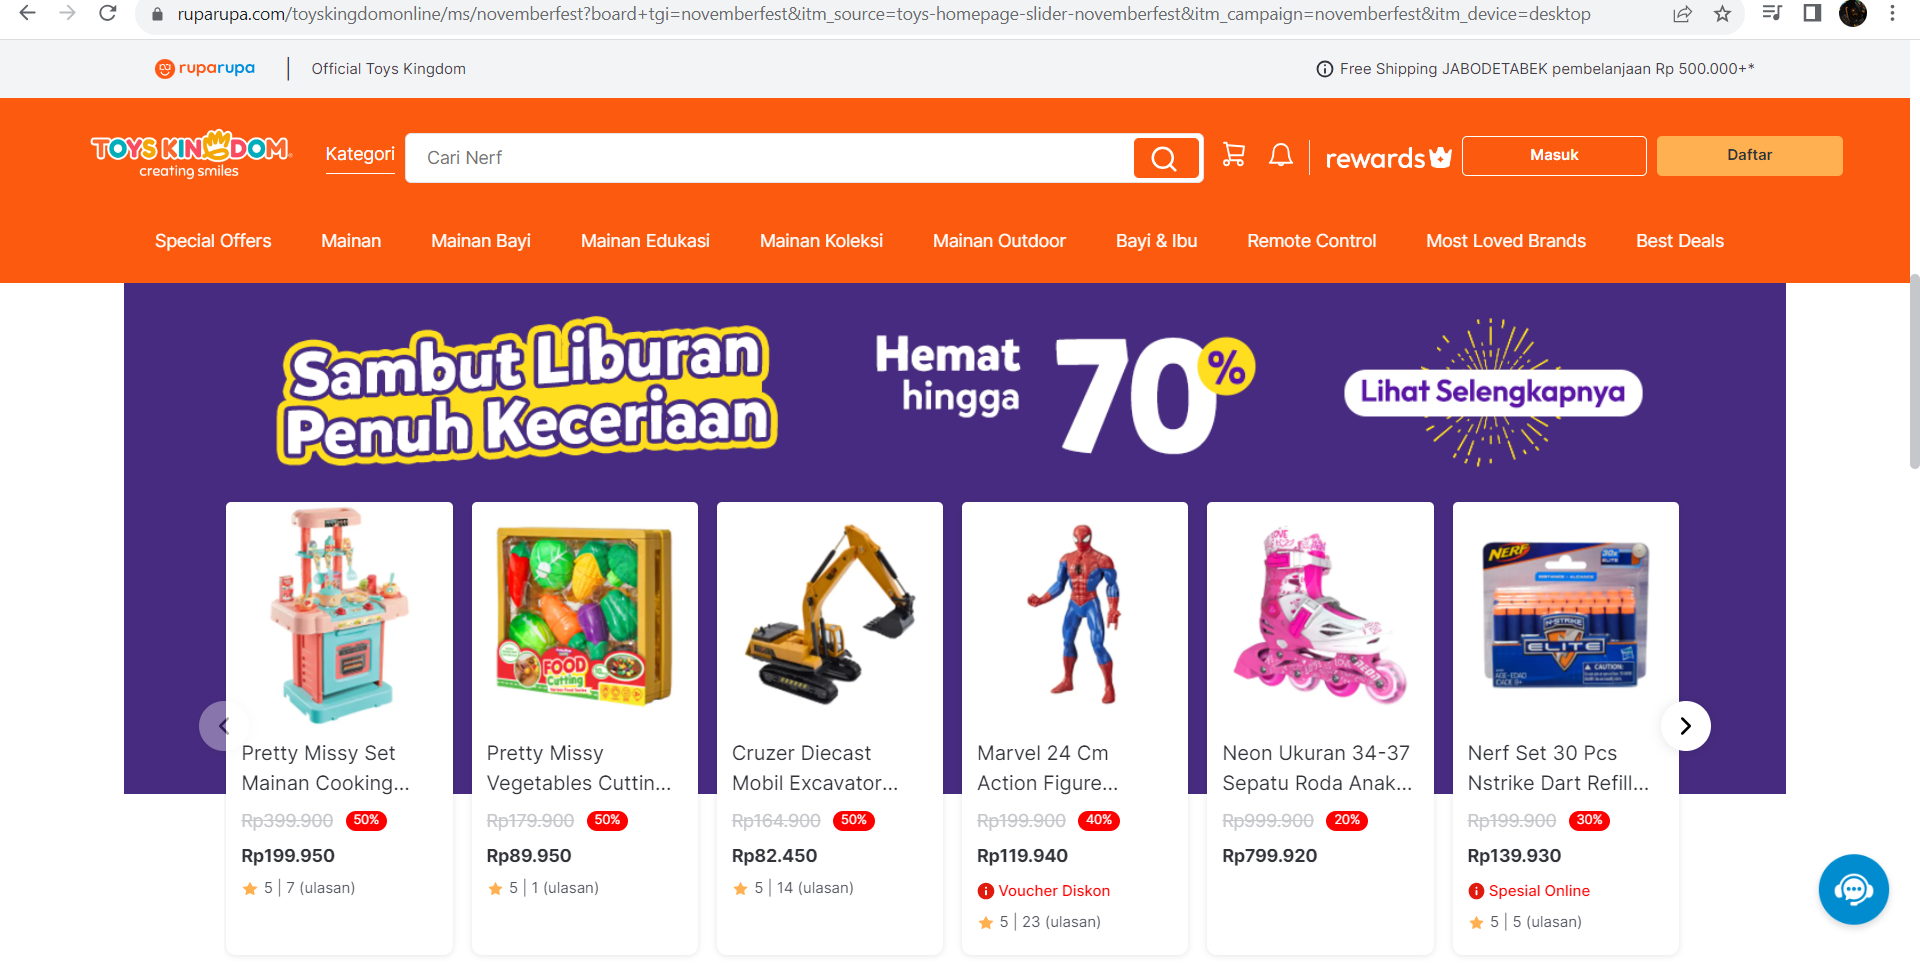 ruparupa.com/toyskingdomonline/ms/novemberfest?board+tgi=novemberfest&itm_source=toys-homepage-slider-novemberfest&itm_campaign=novemberfest&itm_device=desktop
ruparupa
Official Toys Kingdom
Free Shipping JABODETABEK pembelanjaan Rp 500.000+*
TOYS KINGDOM
creating smiles
Kategori
Cari Nerf
rewards
Masuk
Daftar
Special Offers
Mainan
Mainan Bayi
Mainan Edukasi
Mainan Koleksi
Mainan Outdoor
Bayi & Ibu
Remote Control
Most Loved Brands
Best Deals
Sambut Liburan
Penuh Keceriaan
Hemat
hingga
70%
Lihat Selengkapnya
FOOD
Cutting
NERF
N-STRIKE
ELITE
CAUTION:
Pretty Missy Set
Mainan Cooking...
Rp399.900 50%
Rp199.950
5 | 7 (ulasan)
Pretty Missy
Vegetables Cuttin...
Rp179.900 50%
Rp89.950
5 | 1 (ulasan)
Cruzer Diecast
Mobil Excavator...
Rp164.900 50%
Rp82.450
5 | 14 (ulasan)
Marvel 24 Cm
Action Figure...
Rp199.900 40%
Rp119.940
Voucher Diskon
5 | 23 (ulasan)
Neon Ukuran 34-37
Sepatu Roda Anak...
Rp999.900 20%
Rp799.920
Nerf Set 30 Pcs
Nstrike Dart Refill...
Rp199.900 30%
Rp139.930
Spesial Online
5 | 5 (ulasan)